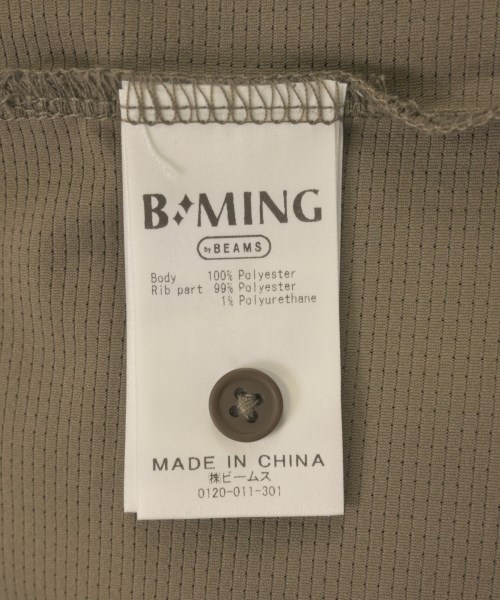 B:MING
by BEAMS
Body 100% Polyester
Rib part 99% Polyester
1% Polyurethane
MADE IN CHINA
㈱ビームス
0120-011-301